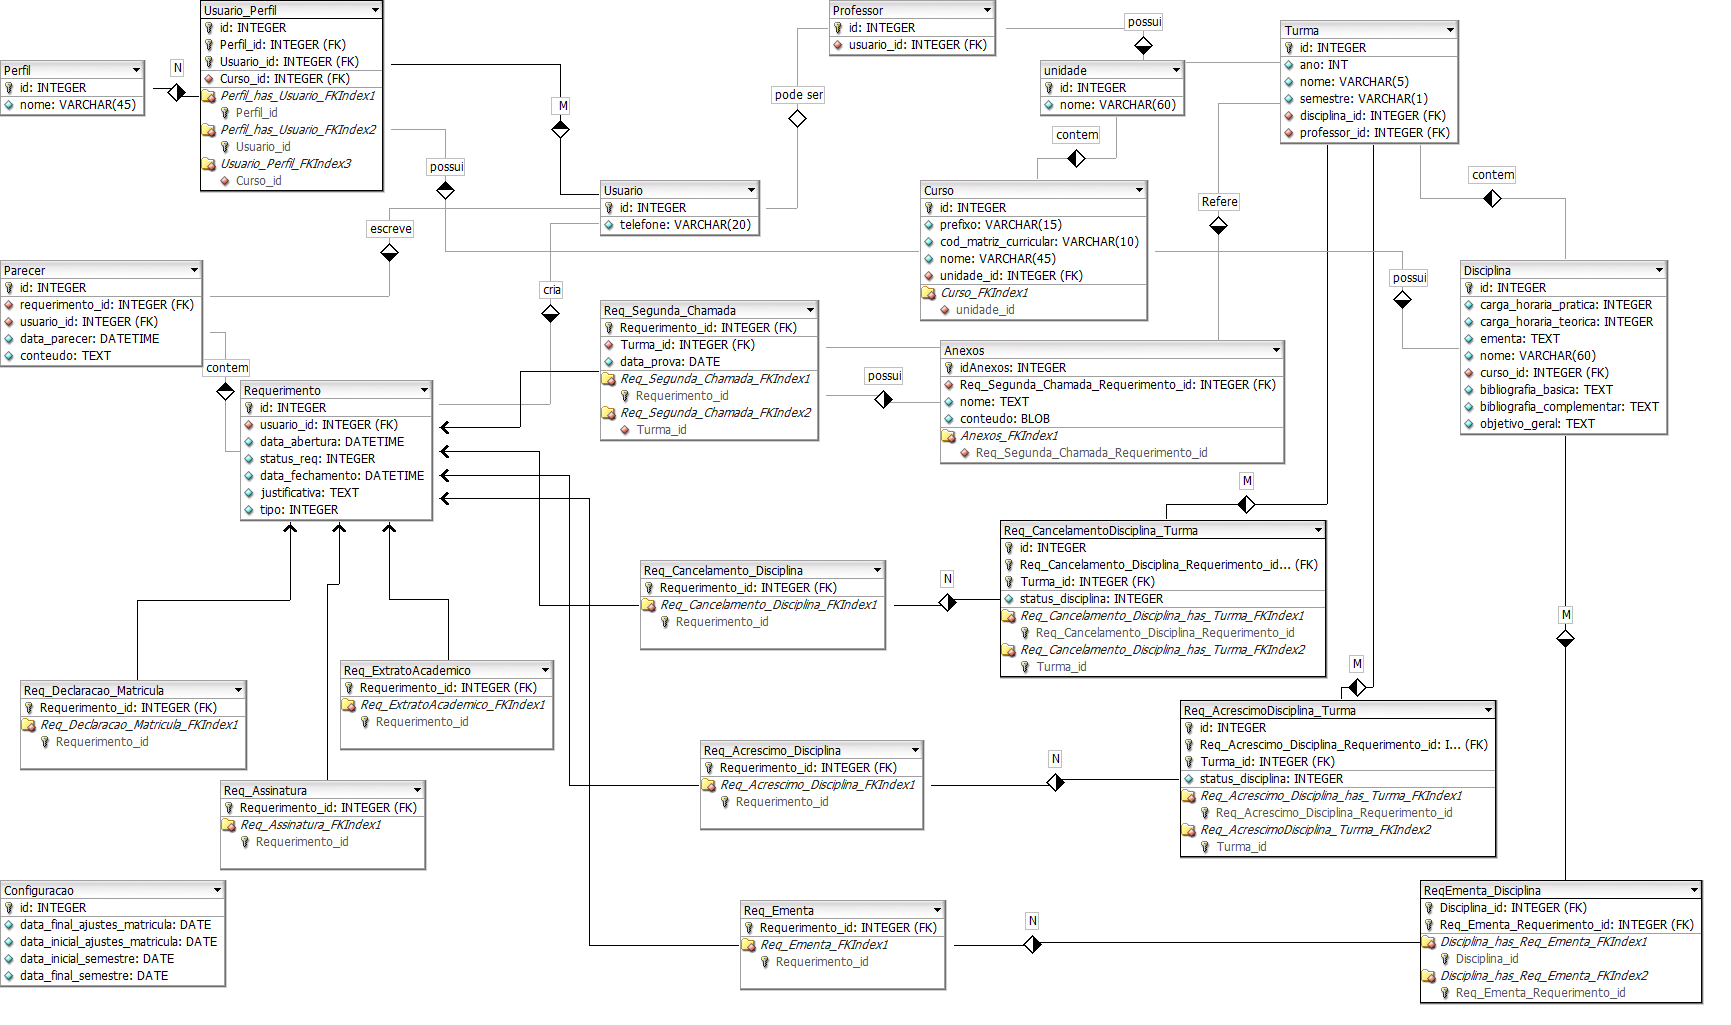 Usuario_Perfil
id: INTEGER
Perfil_id: INTEGER (FK)
Usuario_id: INTEGER (FK)
Curso_id: INTEGER (FK)
Perfil_has_Usuario_FKIndex1
Perfil_id
Perfil_has_Usuario_FKIndex2
Usuario_id
Usuario_Perfil_FKIndex3
Curso_id
Perfil
id: INTEGER
nome: VARCHAR(45)
N
M
possui
escreve
Professor
id: INTEGER
usuario_id: INTEGER (FK)
possui
pode ser
unidade
id: INTEGER
nome: VARCHAR(60)
contem
Turma
id: INTEGER
ano: INT
nome: VARCHAR(5)
semestre: VARCHAR(1)
disciplina_id: INTEGER (FK)
professor_id: INTEGER (FK)
contem
Refere
Usuario
id: INTEGER
telefone: VARCHAR(20)
cria
Curso
id: INTEGER
prefixo: VARCHAR(15)
cod_matriz_curricular: VARCHAR(10)
nome: VARCHAR(45)
unidade_id: INTEGER (FK)
Curso_FKIndex1
unidade_id
possui
Disciplina
id: INTEGER
carga_horaria_pratica: INTEGER
carga_horaria_teorica: INTEGER
ementa: TEXT
nome: VARCHAR(60)
curso_id: INTEGER (FK)
bibliografia_basica: TEXT
bibliografia_complementar: TEXT
objetivo_geral: TEXT
Parecer
id: INTEGER
requerimento_id: INTEGER (FK)
usuario_id: INTEGER (FK)
data_parecer: DATETIME
conteudo: TEXT
contem
Requerimento
id: INTEGER
usuario_id: INTEGER (FK)
data_abertura: DATETIME
status_req: INTEGER
data_fechamento: DATETIME
justificativa: TEXT
tipo: INTEGER
Req_Segunda_Chamada
Requerimento_id: INTEGER (FK)
Turma_id: INTEGER (FK)
data_prova: DATE
Req_Segunda_Chamada_FKIndex1
Requerimento_id
Req_Segunda_Chamada_FKIndex2
Turma_id
possui
Anexos
idAnexos: INTEGER
Req_Segunda_Chamada_Requerimento_id: INTEGER (FK)
nome: TEXT
conteudo: BLOB
Anexos_FKIndex1
Req_Segunda_Chamada_Requerimento_id
M
Req_CancelamentoDisciplina_Turma
id: INTEGER
Req_Cancelamento_Disciplina_Requerimento_id... (FK)
Turma_id: INTEGER (FK)
status_disciplina: INTEGER
Req_Cancelamento_Disciplina_has_Turma_FKIndex1
Req_Cancelamento_Disciplina_Requerimento_id
Req_Cancelamento_Disciplina_has_Turma_FKIndex2
Turma_id
Req_Cancelamento_Disciplina
Requerimento_id: INTEGER (FK)
Req_Cancelamento_Disciplina_FKIndex1
Requerimento_id
N
M
M
Req_ExtratoAcademico
Requerimento_id: INTEGER (FK)
Req_ExtratoAcademico_FKIndex1
Requerimento_id
Req_Declaracao_Matricula
Requerimento_id: INTEGER (FK)
Req_Declaracao_Matricula_FKIndex1
Requerimento_id
Req_AcrescimoDisciplina_Turma
id: INTEGER
Req_Acrescimo_Disciplina_Requerimento_id: I... (FK)
Turma_id: INTEGER (FK)
status_disciplina: INTEGER
Req_Acrescimo_Disciplina_has_Turma_FKIndex1
Req_Acrescimo_Disciplina_Requerimento_id
Req_AcrescimoDisciplina_Turma_FKIndex2
Turma_id
Req_Acrescimo_Disciplina
Requerimento_id: INTEGER (FK)
Req_Acrescimo_Disciplina_FKIndex1
Requerimento_id
N
Req_Assinatura
Requerimento_id: INTEGER (FK)
Req_Assinatura_FKIndex1
Requerimento_id
Configuracao
id: INTEGER
data_final_ajustes_matricula: DATE
data_inicial_ajustes_matricula: DATE
data_inicial_semestre: DATE
data_final_semestre: DATE
Req_Ementa
Requerimento_id: INTEGER (FK)
Req_Ementa_FKIndex1
Requerimento_id
N
ReqEmenta_Disciplina
Disciplina_id: INTEGER (FK)
Req_Ementa_Requerimento_id: INTEGER (FK)
Disciplina_has_Req_Ementa_FKIndex1
Disciplina_id
Disciplina_has_Req_Ementa_FKIndex2
Req_Ementa_Requerimento_id